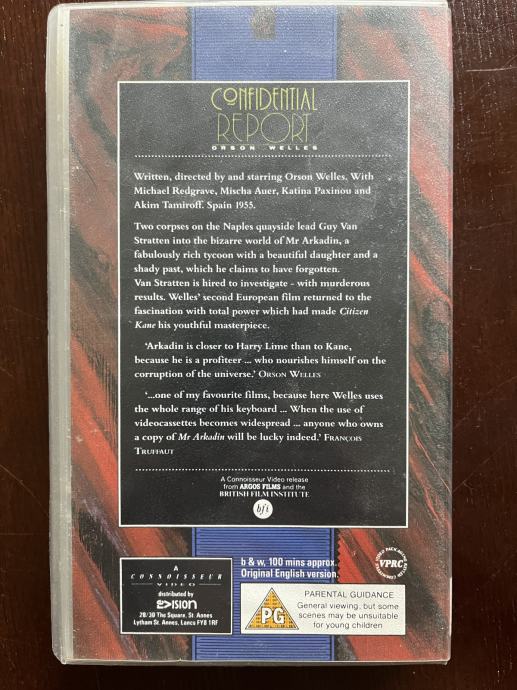 CONFIDENTIAL
REPORT
ORSON WELLES
Written, directed by and starring Orson Welles. With
Michael Redgrave, Mischa Auer, Katina Paxinou and
Akim Tamiroff. Spain 1955.
Two corpses on the Naples quayside lead Guy Van
Stratten into the bizarre world of Mr Arkadin, a
fabulously rich tycoon with a beautiful daughter and a
shady past, which he claims to have forgotten.
Van Stratten is hired to investigate - with murderous
results. Welles' second European film returned to the
fascination with total power which had made Citizen
Kane his youthful masterpiece.
'Arkadin is closer to Harry Lime than to Kane,
because he is a profiteer ... who nourishes himself on the
corruption of the universe.' ORSON WELLES
'...one of my favourite films, because here Welles uses
the whole range of his keyboard ... When the use of
videocassettes becomes widespread ... anyone who owns
a copy of Mr Arkadin will be lucky indeed.' FRANÇOIS
TRUFFAUT
A Connoisseur Video release
from ARGOS FILMS and the
BRITISH FILM INSTITUTE
bfi
A
CONNOISSEUR
VIDEO
distributed by
2>ision
2B/30 The Square, St. Annes
Lytham St. Annes, Lancs FY8 1RF
b & w, 100 mins approx.
Original English version.
VPRC
PG
PARENTAL GUIDANCE
General viewing, but some
scenes may be unsuitable
for young children